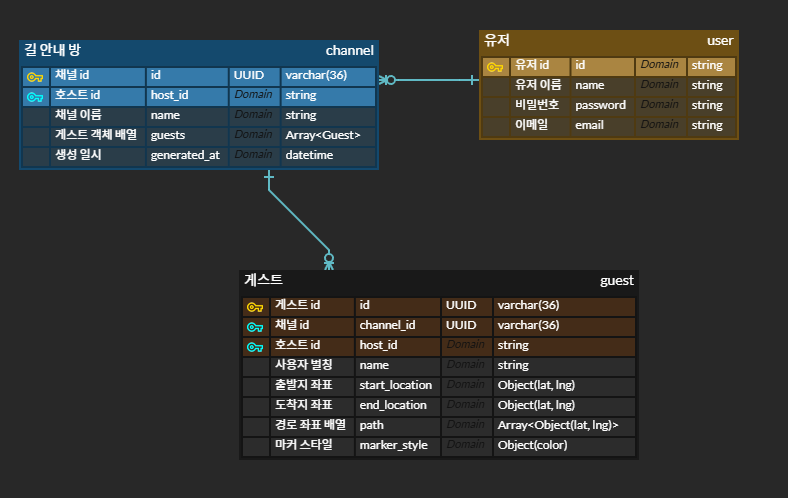 길 안내 방 channel
채널 id id UUID varchar(36)
호스트 id host_id Domain string
채널 이름 name Domain string
게스트 객체 배열 guests Domain Array<Guest>
생성 일시 generated_at Domain datetime
유저 user
유저 id id Domain string
유저 이름 name Domain string
비밀번호 password Domain string
이메일 email Domain string
게스트 guest
게스트 id id UUID varchar(36)
채널 id channel_id UUID varchar(36)
호스트 id host_id Domain string
사용자 별칭 name Domain string
출발지 좌표 start_location Domain Object(lat, lng)
도착지 좌표 end_location Domain Object(lat, lng)
경로 좌표 배열 path Domain Array<Object(lat, lng)>
마커 스타일 marker_style Domain Object(color)